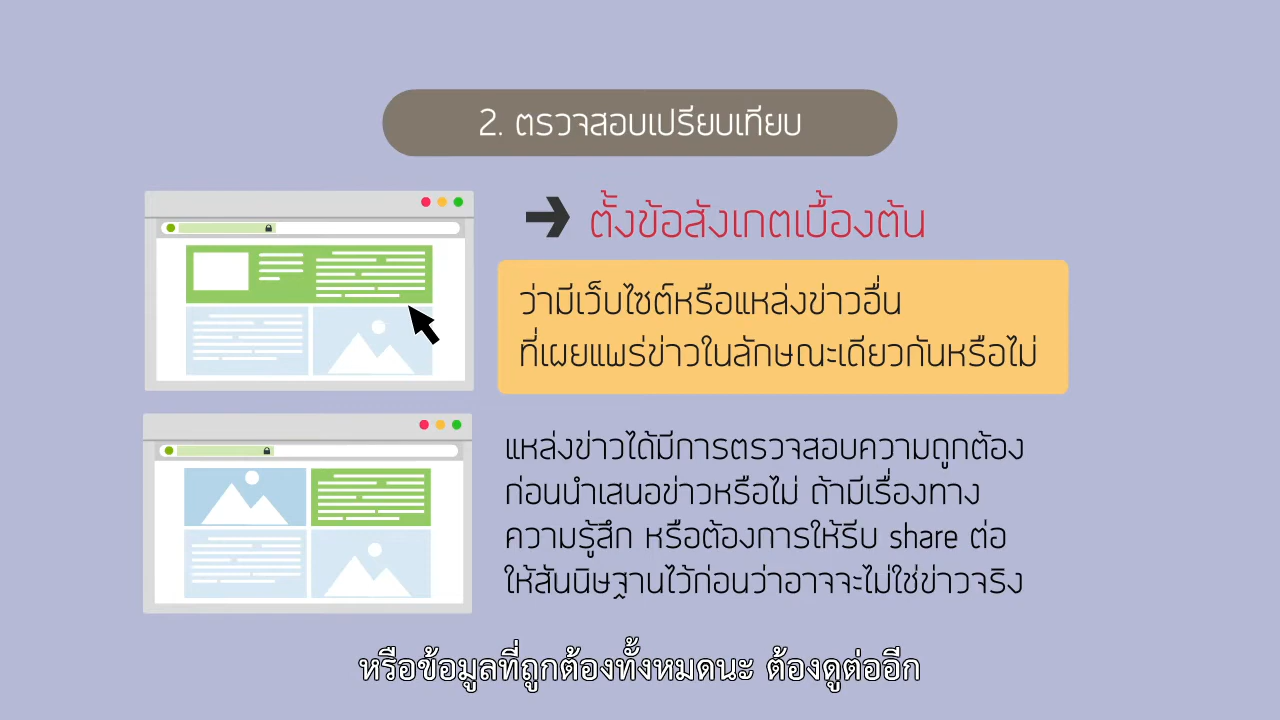 2. ตรวจสอบเปรียบเทียบ
ตั้งข้อสังเกตเบื้องต้น
ว่ามีเว็บไซต์หรือแหล่งข่าวอื่น
ที่เผยแพร่ข่าวในลักษณะเดียวกันหรือไม่
แหล่งข่าวได้มีการตรวจสอบความถูกต้อง
ก่อนนำเสนอข่าวหรือไม่ ถ้ามีเรื่องทาง
ความรู้สึก หรือต้องการให้รีบ share ต่อ
ให้สันนิษฐานไว้ก่อนว่าอาจจะไม่ใช่ข่าวจริง
หรือข้อมูลที่ถูกต้องทั้งหมดนะ ต้องดูต่ออีก